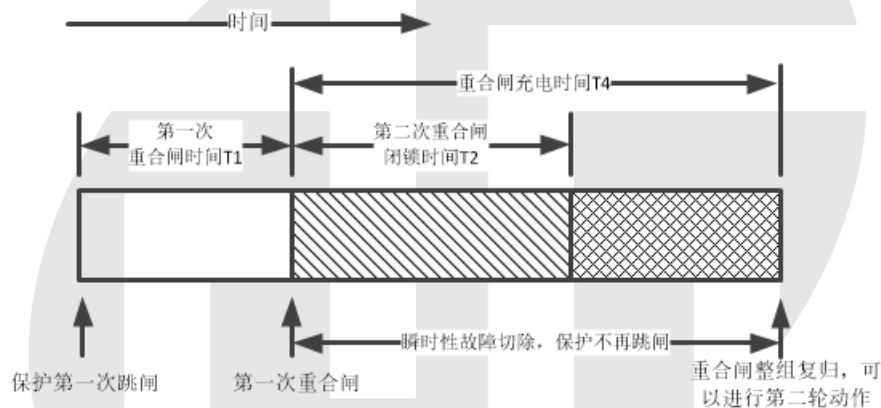 时间
重合闸充电时间T4
第一次
重合闸时间T1
第二次重合闸
闭锁时间T2
瞬时性故障切除，保护不再跳闸
保护第一次跳闸
第一次重合闸
重合闸整组复归，可
以进行第二轮动作